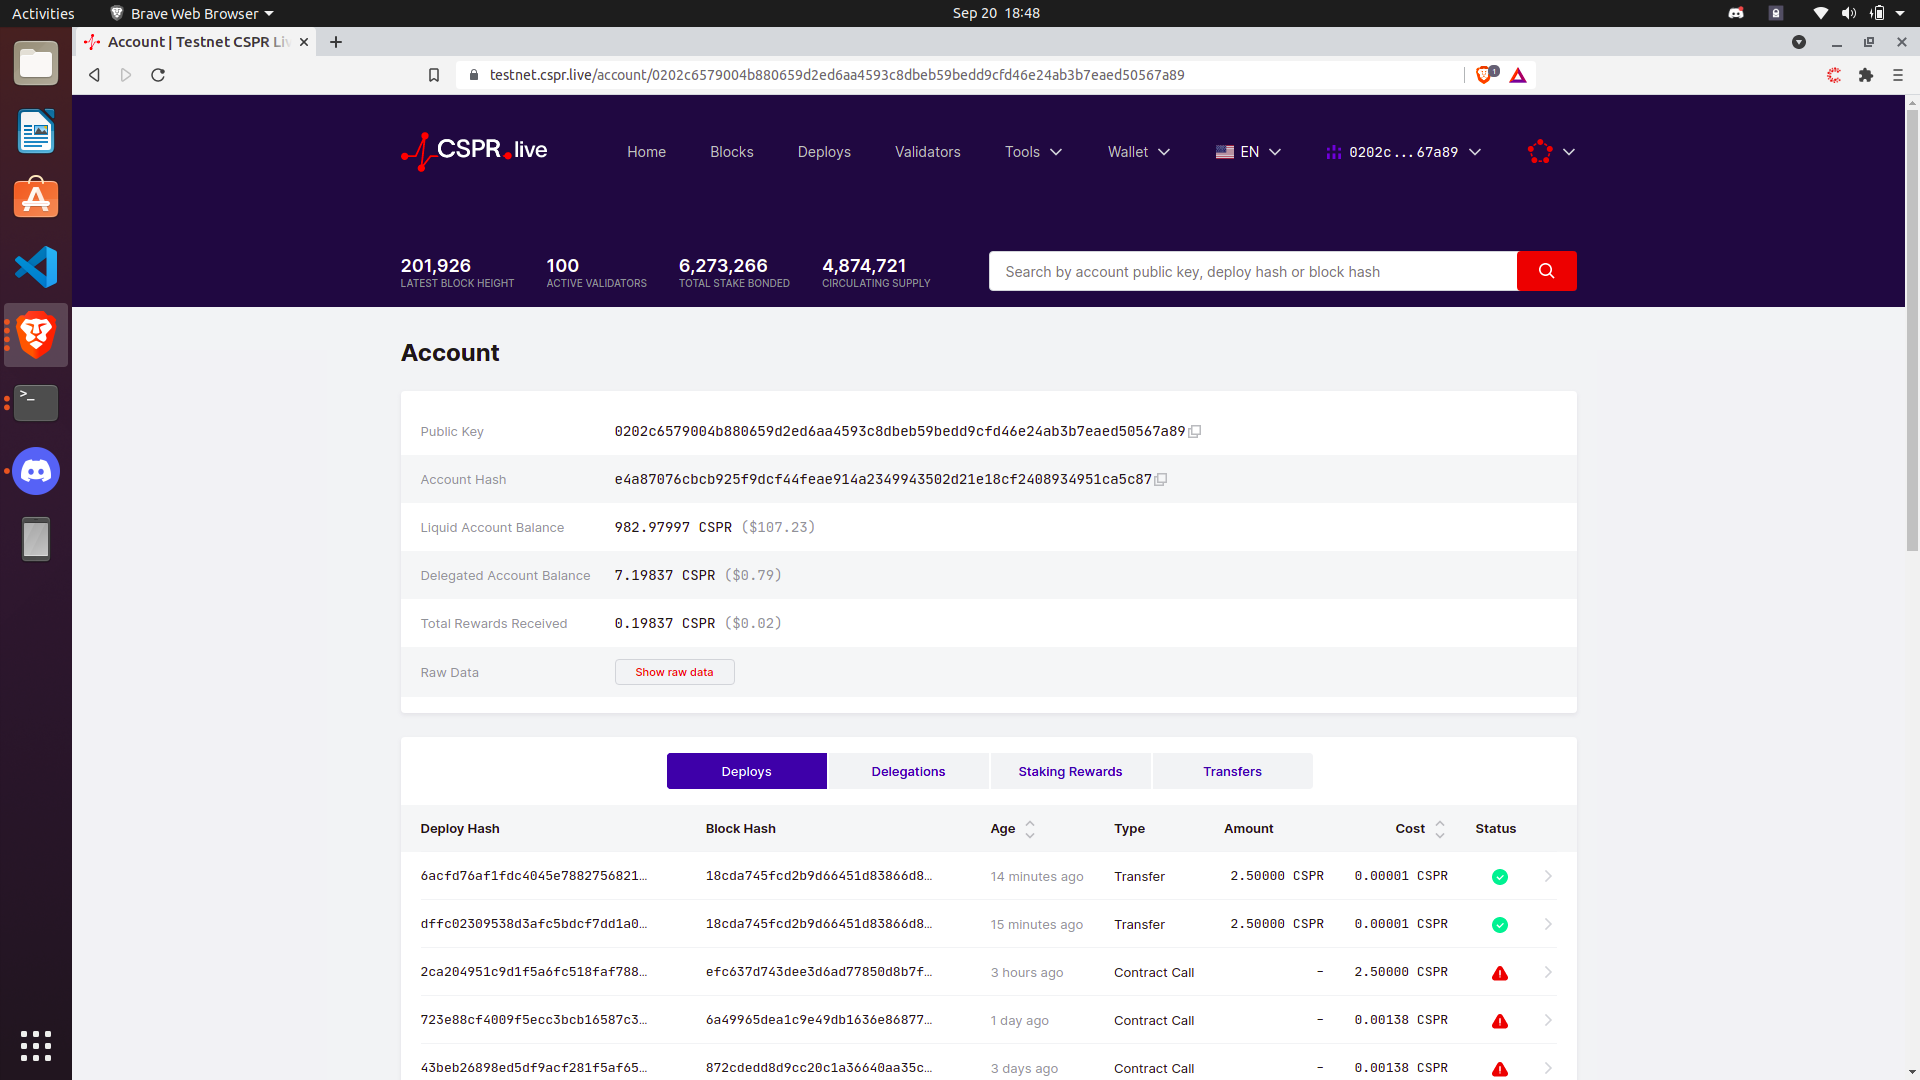 Activities
Brave Web Browser
Sep 20 18:48
Account | Testnet CSPR Liv
testnet.cspr.live/account/0202c6579004b880659d2ed6aa4593c8dbeb59bedd9cfd46e24ab3b7eaed50567a89
1
CSPR.live
Home
Blocks
Deploys
Validators
Tools
Wallet
EN
0202c...67a89
201,926
LATEST BLOCK HEIGHT
100
ACTIVE VALIDATORS
6,273,266
TOTAL STAKE BONDED
4,874,721
CIRCULATING SUPPLY
Search by account public key, deploy hash or block hash
Account
Public Key 0202c6579004b880659d2ed6aa4593c8dbeb59bedd9cfd46e24ab3b7eaed50567a89
Account Hash e4a87076cbcb925f9dcf44feae914a2349943502d21e18cf2408934951ca5c87
Liquid Account Balance 982.97997 CSPR ($107.23)
Delegated Account Balance 7.19837 CSPR ($0.79)
Total Rewards Received 0.19837 CSPR ($0.02)
Raw Data Show raw data
Deploys
Delegations
Staking Rewards
Transfers
Deploy Hash Block Hash Age Type Amount Cost Status
6acfd76af1fdc4045e7882756821… 18cda745fcd2b9d66451d83866d8… 14 minutes ago Transfer 2.50000 CSPR 0.00001 CSPR
dffc02309538d3afc5bdcf7dd1a0… 18cda745fcd2b9d66451d83866d8… 15 minutes ago Transfer 2.50000 CSPR 0.00001 CSPR
2ca204951c9d1f5a6fc518faf788… efc637d743dee3d6ad77850d8b7f… 3 hours ago Contract Call - 2.50000 CSPR
723e88cf4009f5ecc3bcb16587c3… 6a49965dea1c9e49db1636e86877… 1 day ago Contract Call - 0.00138 CSPR
43beb26898ed5df9acf281f5af65… 872cdedd8d9cc20c1a36640aa35c… 3 days ago Contract Call - 0.00138 CSPR